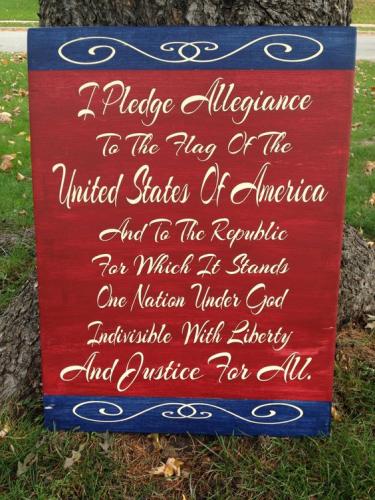 I Pledge Allegiance
To The Flag Of The
United States Of America
And To The Republic
For Which It Stands
One Nation Under God
Indivisible With Liberty
And Justice For All.